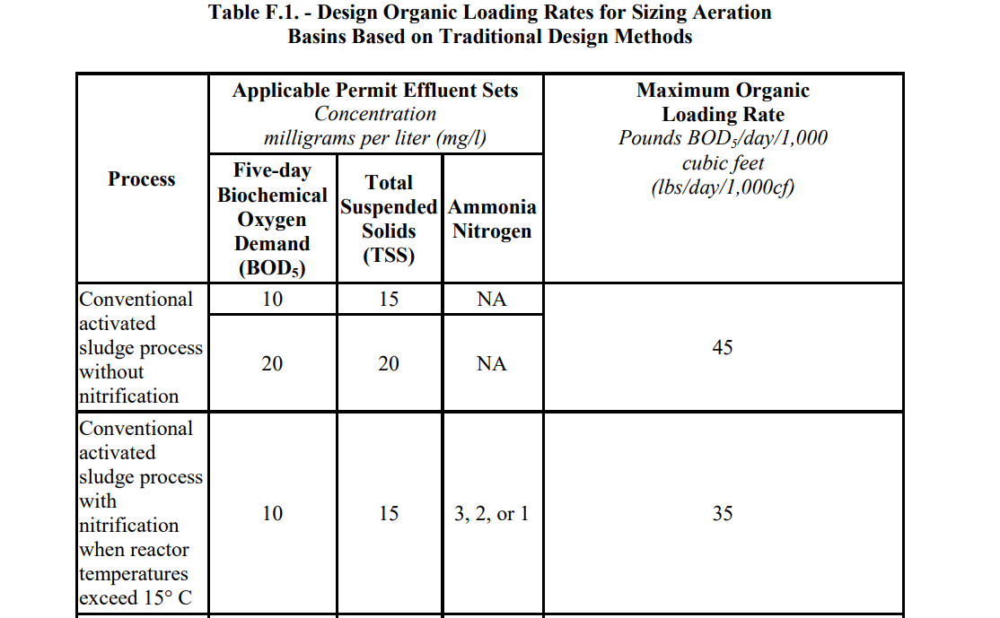 Table F.1. - Design Organic Loading Rates for Sizing Aeration
Basins Based on Traditional Design Methods
Process
Applicable Permit Effluent Sets
Concentration
milligrams per liter (mg/l)
Five-day
Biochemical
Oxygen
Demand
(BOD₅)
Total
Suspended
Solids
(TSS)
Ammonia
Nitrogen
Maximum Organic
Loading Rate
Pounds BOD₅/day/1,000
cubic feet
(lbs/day/1,000cf)
Conventional
activated
sludge process
without
nitrification
10
15
NA
20
20
NA
45
Conventional
activated
sludge process
with
nitrification
when reactor
temperatures
exceed 15° C
10
15
3, 2, or 1
35